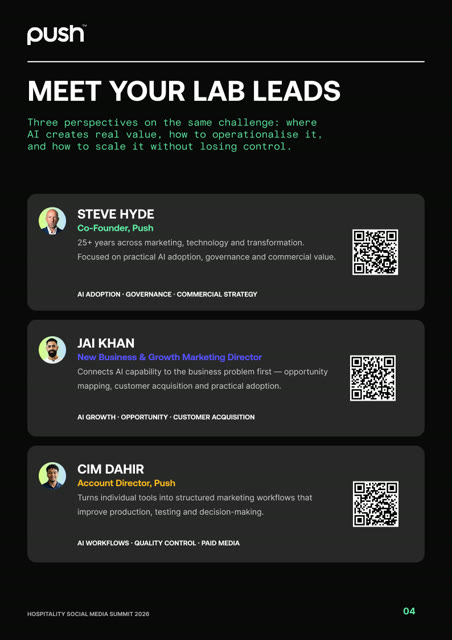 push™
MEET YOUR LAB LEADS
Three perspectives on the same challenge: where
AI creates real value, how to operationalise it,
and how to scale it without losing control.
STEVE HYDE
Co-Founder, Push
25+ years across marketing, technology and transformation.
Focused on practical AI adoption, governance and commercial value.
AI ADOPTION · GOVERNANCE · COMMERCIAL STRATEGY
JAI KHAN
New Business & Growth Marketing Director
Connects AI capability to the business problem first — opportunity
mapping, customer acquisition and practical adoption.
AI GROWTH · OPPORTUNITY · CUSTOMER ACQUISITION
CIM DAHIR
Account Director, Push
Turns individual tools into structured marketing workflows that
improve production, testing and decision-making.
AI WORKFLOWS · QUALITY CONTROL · PAID MEDIA
HOSPITALITY SOCIAL MEDIA SUMMIT 2026
04